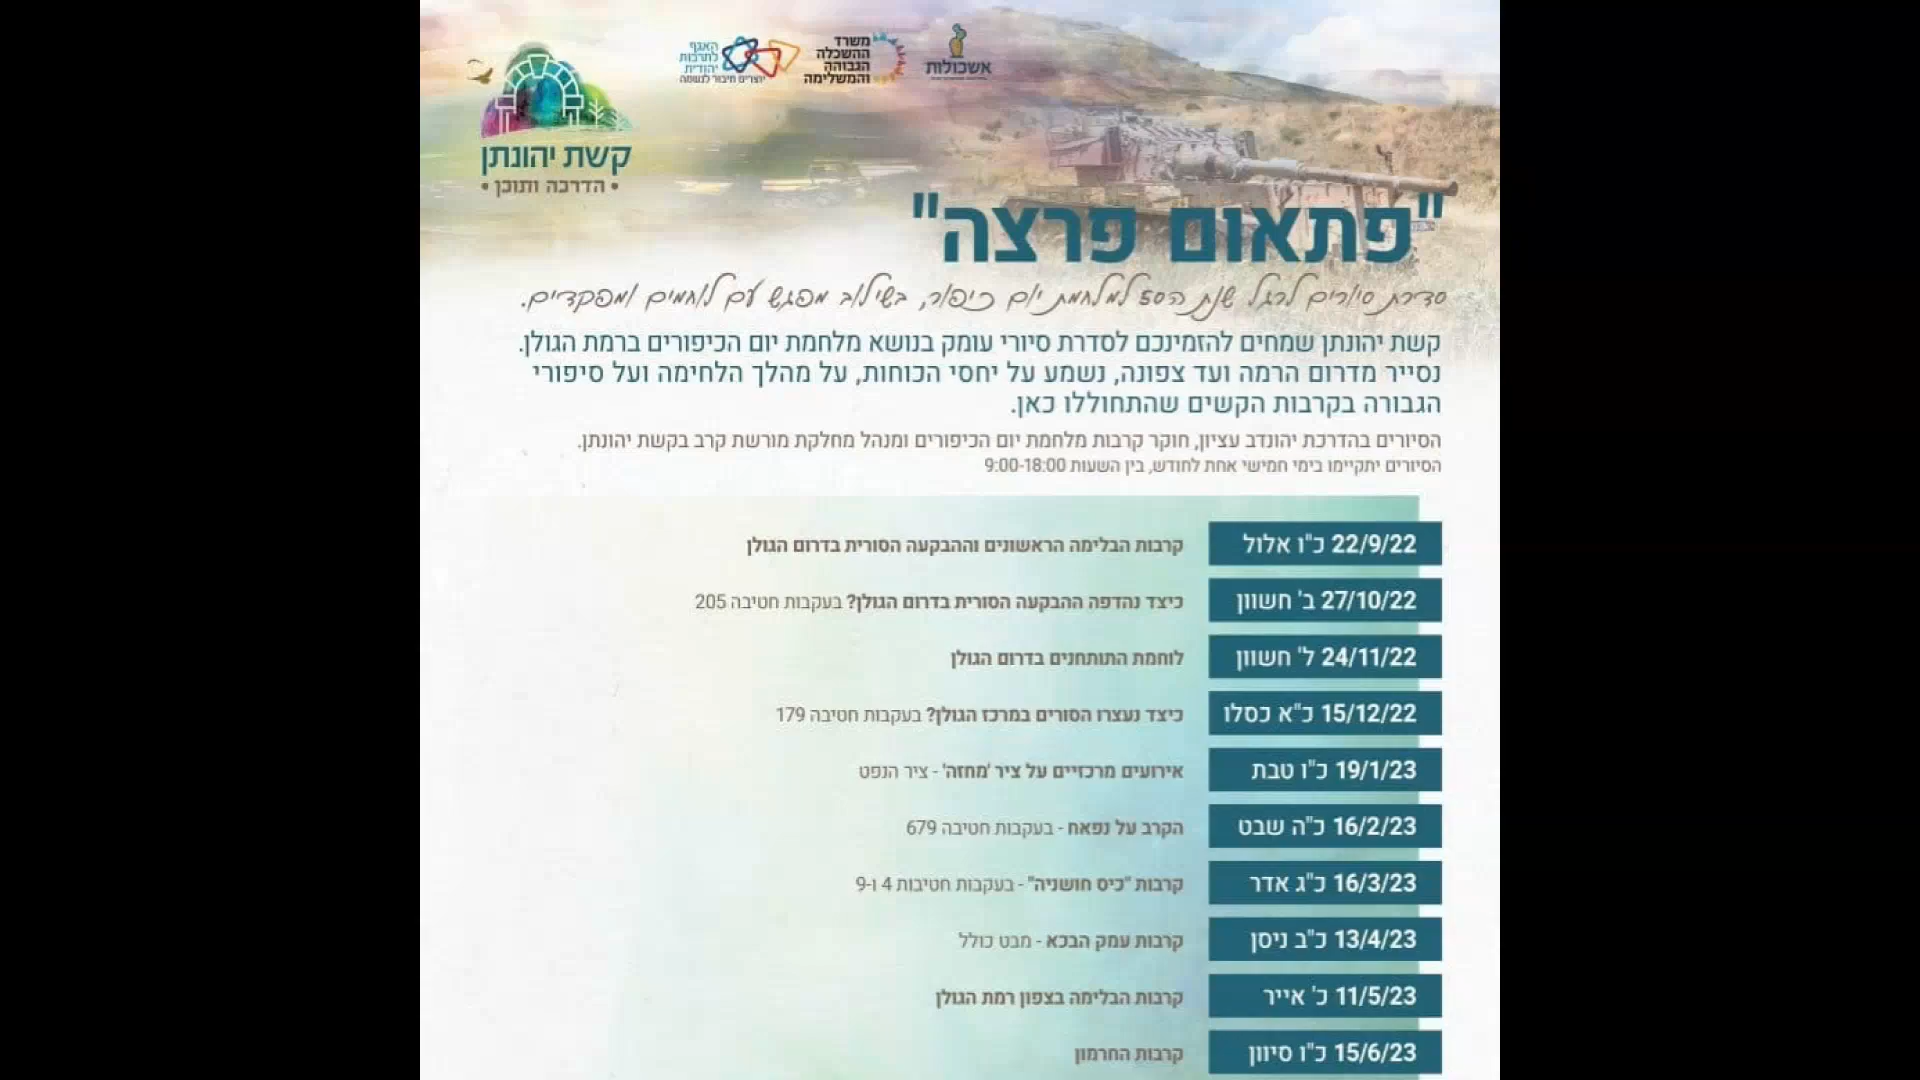 אשכולות
משרד
ההשכלה
הגבוהה
והמשלימה
האגף
לתרבות
יהודית
יוצרים חיבור לנשמה
קשת יהונתן
• הדרכה ותוכן •
"פתאום פרצה"
סדרת סיורים לרגל שנת ה50 למלחמת יום כיפור, בשילוב מפגש עם לוחמים ומפקדים.
קשת יהונתן שמחים להזמינכם לסדרת סיורי עומק בנושא מלחמת יום הכיפורים ברמת הגולן.
נסייר מדרום הרמה ועד צפונה, נשמע על יחסי הכוחות, על מהלך הלחימה ועל סיפורי
הגבורה בקרבות הקשים שהתחוללו כאן.
הסיורים בהדרכת יהונדב עציון, חוקר קרבות מלחמת יום הכיפורים ומנהל מחלקת מורשת קרב בקשת יהונתן.
הסיורים יתקיימו בימי חמישי אחת לחודש, בין השעות 9:00-18:00
22/9/22 כ"ו אלול קרבות הבלימה הראשונים וההבקעה הסורית בדרום הגולן
27/10/22 ב' חשוון כיצד נהדפה ההבקעה הסורית בדרום הגולן? בעקבות חטיבה 205
24/11/22 ל' חשוון לוחמת התותחנים בדרום הגולן
15/12/22 כ"א כסלו כיצד נעצרו הסורים במרכז הגולן? בעקבות חטיבה 179
19/1/23 כ"ו טבת אירועים מרכזיים על ציר 'מחזה' - ציר הנפט
16/2/23 כ"ה שבט הקרב על נפאח - בעקבות חטיבה 679
16/3/23 כ"ג אדר קרבות "כיס חושניה" - בעקבות חטיבות 4 ו-9
13/4/23 כ"ב ניסן קרבות עמק הבכא - מבט כולל
11/5/23 כ' אייר קרבות הבלימה בצפון רמת הגולן
15/6/23 כ"ו סיוון קרבות החרמון